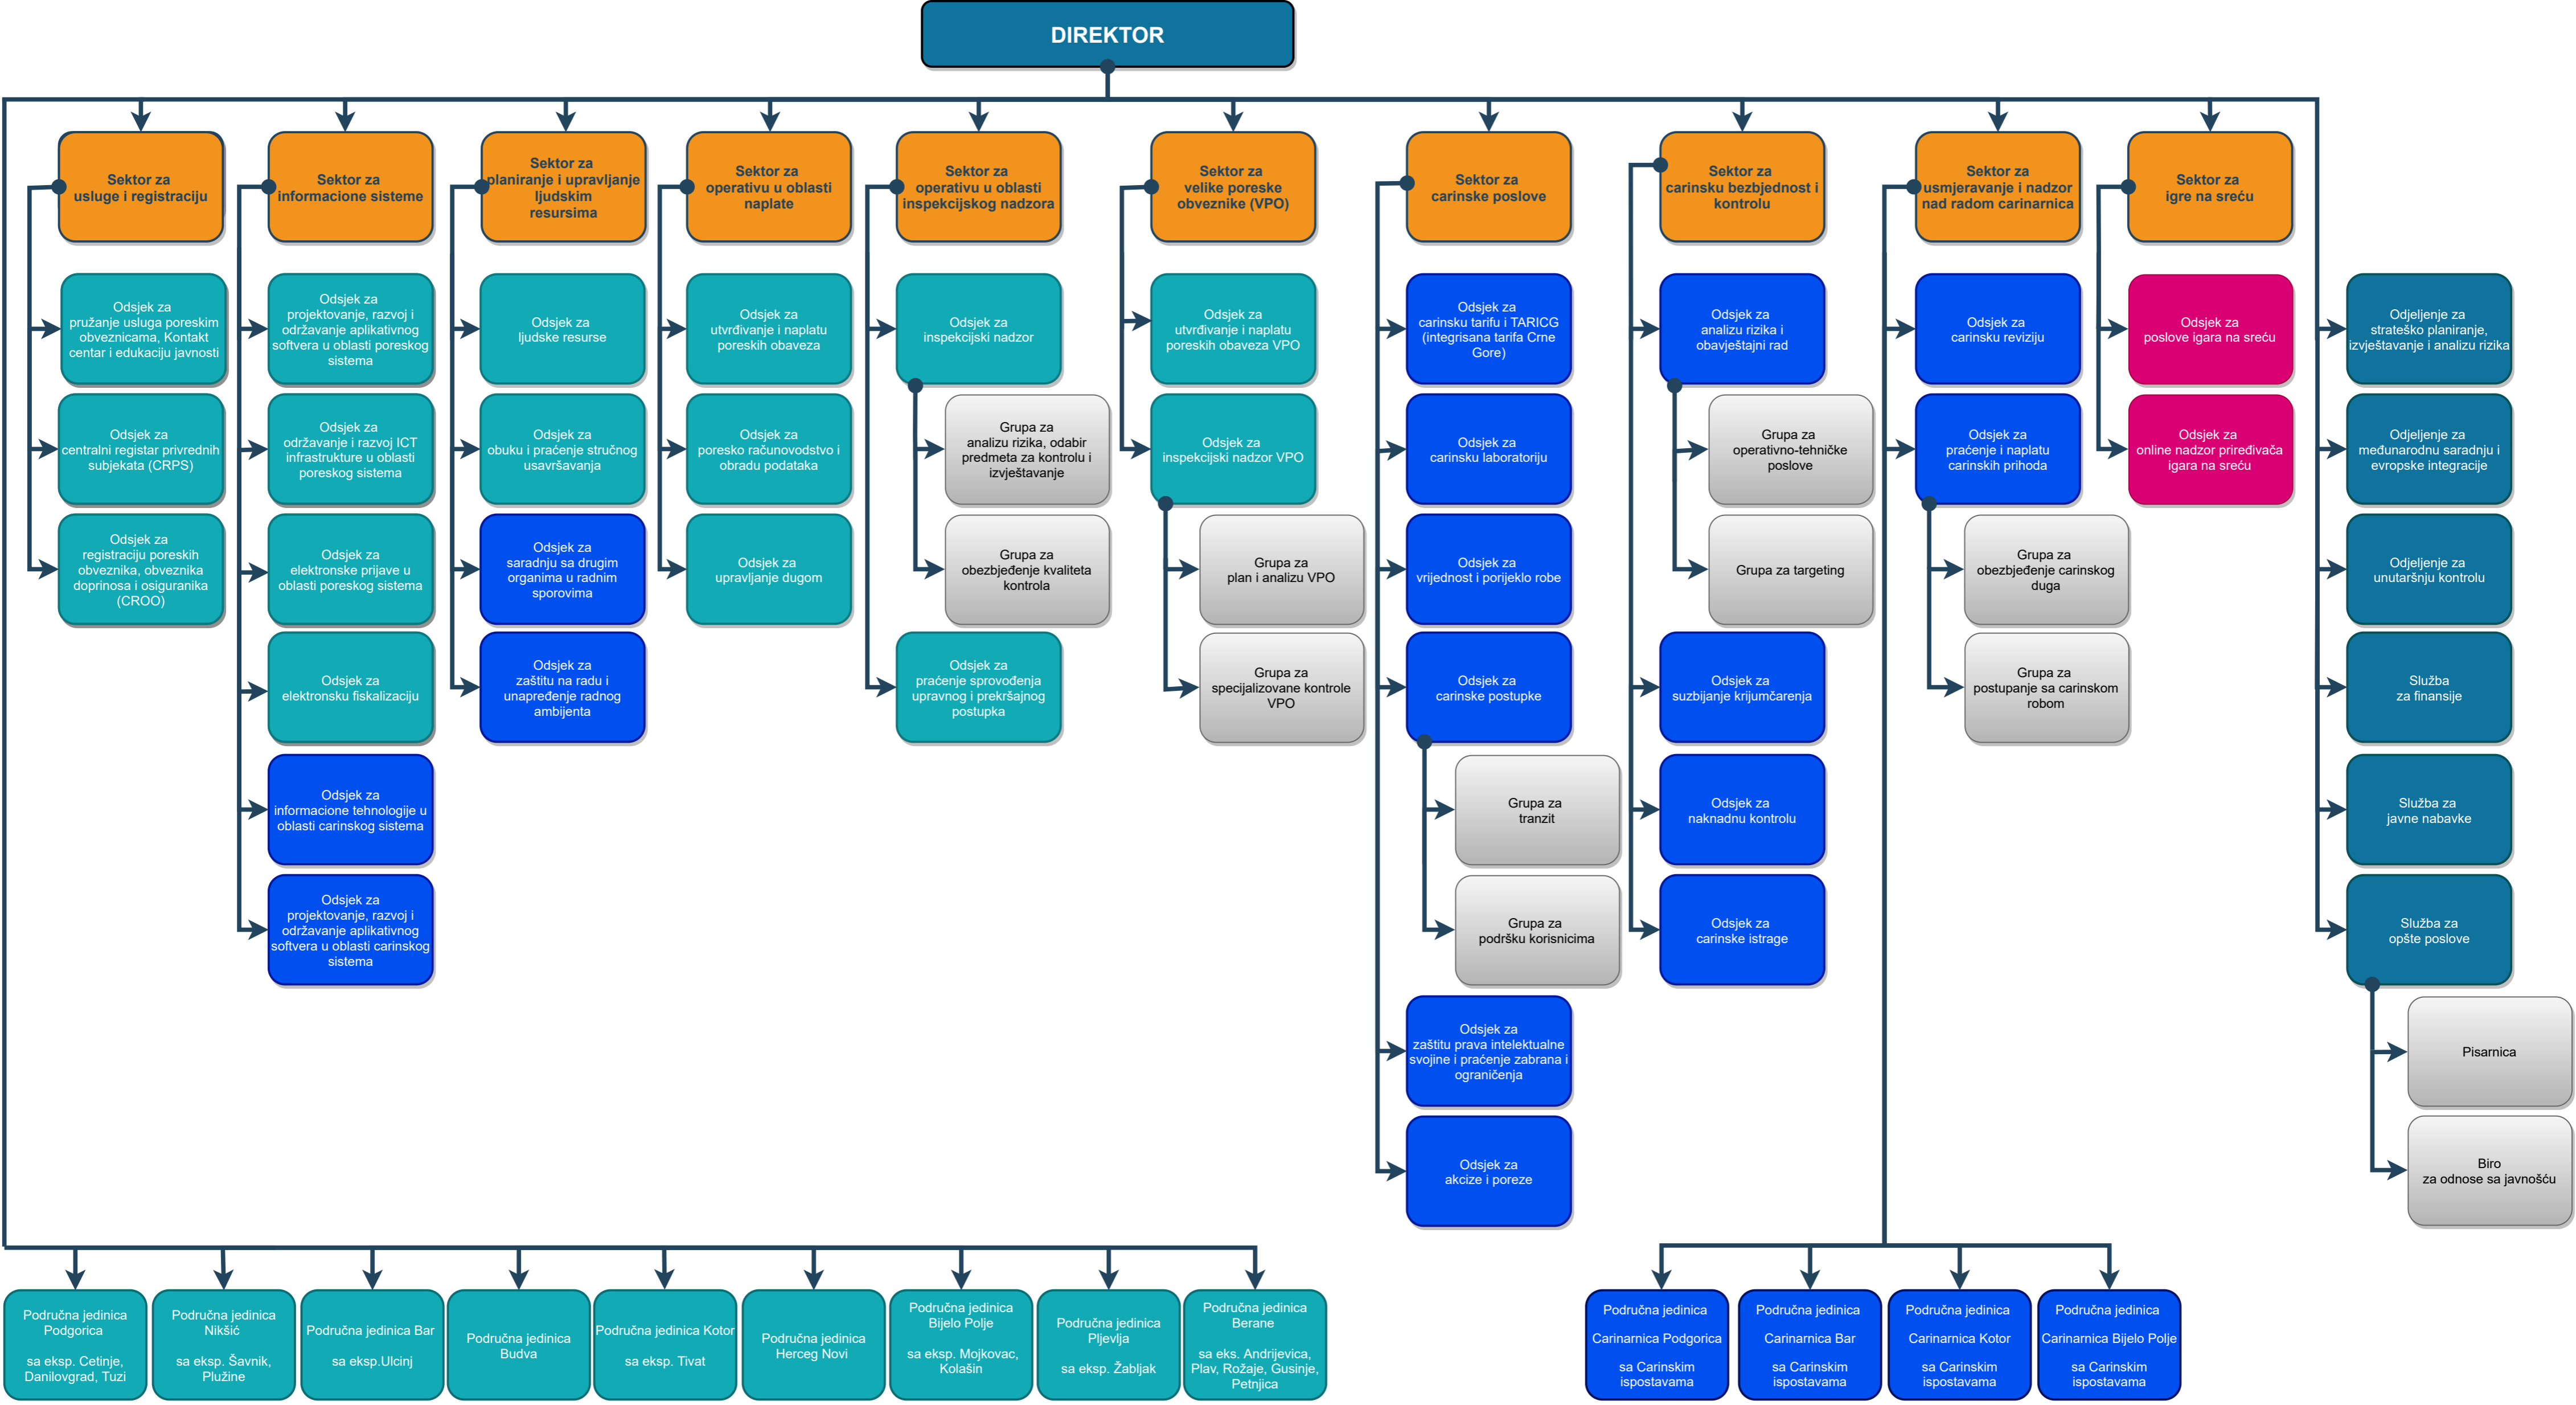 DIREKTOR
Sektor za
usluge i registraciju
Sektor za
informacione sisteme
Sektor za
planiranje i upravljanje
ljudskim
resursima
Sektor za
operativu u oblasti
naplate
Sektor za
operativu u oblasti
inspekcijskog nadzora
Sektor za
velike poreske
obveznike (VPO)
Sektor za
carinske poslove
Sektor za
carinsku bezbjednost i
kontrolu
Sektor za
usmjeravanje i nadzor
nad radom carinarnica
Sektor za
igre na sreću
Odsjek za
pružanje usluga poreskim
obveznicama, Kontakt
centar i edukaciju javnosti
Odsjek za
centralni registar privrednih
subjekata (CRPS)
Odsjek za
registraciju poreskih
obveznika, obveznika
doprinosa i osiguranika
(CROO)
Odsjek za
projektovanje, razvoj i
održavanje aplikativnog
softvera u oblasti poreskog
sistema
Odsjek za
održavanje i razvoj ICT
infrastrukture u oblasti
poreskog sistema
Odsjek za
elektronske prijave u
oblasti poreskog sistema
Odsjek za
elektronsku fiskalizaciju
Odsjek za
informacione tehnologije u
oblasti carinskog sistema
Odsjek za
projektovanje, razvoj i
održavanje aplikativnog
softvera u oblasti carinskog
sistema
Odsjek za
ljudske resurse
Odsjek za
obuku i praćenje stručnog
usavršavanja
Odsjek za
saradnju sa drugim
organima u radnim
sporovima
Odsjek za
zaštitu na radu i
unapređenje radnog
ambijenta
Odsjek za
utvrđivanje i naplatu
poreskih obaveza
Odsjek za
poresko računovodstvo i
obradu podataka
Odsjek za
upravljanje dugom
Odsjek za
inspekcijski nadzor
Grupa za
analizu rizika, odabir
predmeta za kontrolu i
izvještavanje
Grupa za
obezbjeđenje kvaliteta
kontrola
Odsjek za
praćenje sprovođenja
upravnog i prekršajnog
postupka
Odsjek za
utvrđivanje i naplatu
poreskih obaveza VPO
Odsjek za
inspekcijski nadzor VPO
Grupa za
plan i analizu VPO
Grupa za
specijalizovane kontrole
VPO
Odsjek za
carinsku tarifu i TARICG
(integrisana tarifa Crne
Gore)
Odsjek za
carinsku laboratoriju
Odsjek za
vrijednost i porijeklo robe
Odsjek za
carinske postupke
Grupa za
tranzit
Grupa za
podršku korisnicima
Odsjek za
zaštitu prava intelektualne
svojine i praćenje zabrana i
ograničenja
Odsjek za
akcize i poreze
Odsjek za
analizu rizika i
obavještajni rad
Grupa za
operativno-tehničke
poslove
Grupa za targeting
Odsjek za
suzbijanje krijumčarenja
Odsjek za
naknadnu kontrolu
Odsjek za
carinske istrage
Odsjek za
carinsku reviziju
Odsjek za
praćenje i naplatu
carinskih prihoda
Grupa za
obezbjeđenje carinskog
duga
Grupa za
postupanje sa carinskom
robom
Odsjek za
poslove igara na sreću
Odsjek za
online nadzor priređivača
igara na sreću
Odjeljenje za
strateško planiranje,
izvještavanje i analizu rizika
Odjeljenje za
međunarodnu saradnju i
evropske integracije
Odjeljenje za
unutaršnju kontrolu
Služba
za finansije
Služba za
javne nabavke
Služba za
opšte poslove
Pisarnica
Biro
za odnose sa javnošću
Područna jedinica
Podgorica
sa eksp. Cetinje,
Danilovgrad, Tuzi
Područna jedinica
Nikšić
sa eksp. Šavnik,
Plužine
Područna jedinica Bar
sa eksp.Ulcinj
Područna jedinica
Budva
Područna jedinica Kotor
sa eksp. Tivat
Područna jedinica
Herceg Novi
Područna jedinica
Bijelo Polje
sa eksp. Mojkovac,
Kolašin
Područna jedinica
Pljevlja
sa eksp. Žabljak
Područna jedinica
Berane
sa eks. Andrijevica,
Plav, Rožaje, Gusinje,
Petnjica
Područna jedinica
Carinarnica Podgorica
sa Carinskim
ispostavama
Područna jedinica
Carinarnica Bar
sa Carinskim
ispostavama
Područna jedinica
Carinarnica Kotor
sa Carinskim
ispostavama
Područna jedinica
Carinarnica Bijelo Polje
sa Carinskim
ispostavama